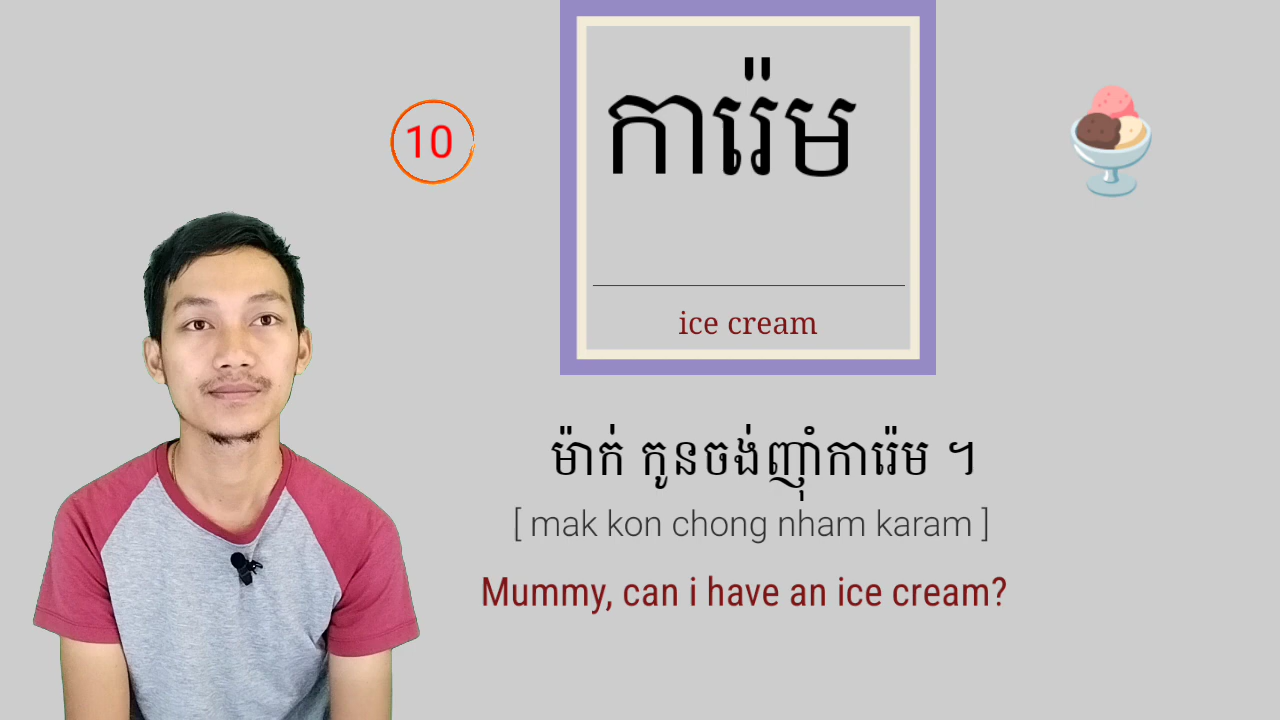 10
ការ៉េម
ice cream
ម៉ាក់ កូនចង់ញ៉ាំការ៉េម ។
[ mak kon chong nham karam ]
Mummy, can i have an ice cream?